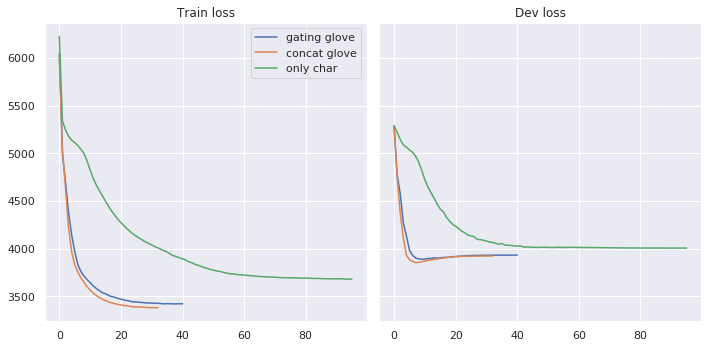 Train loss
Dev loss
gating glove
concat glove
only char
6000
5500
5000
4500
4000
3500
0 20 40 60 80
0 20 40 60 80